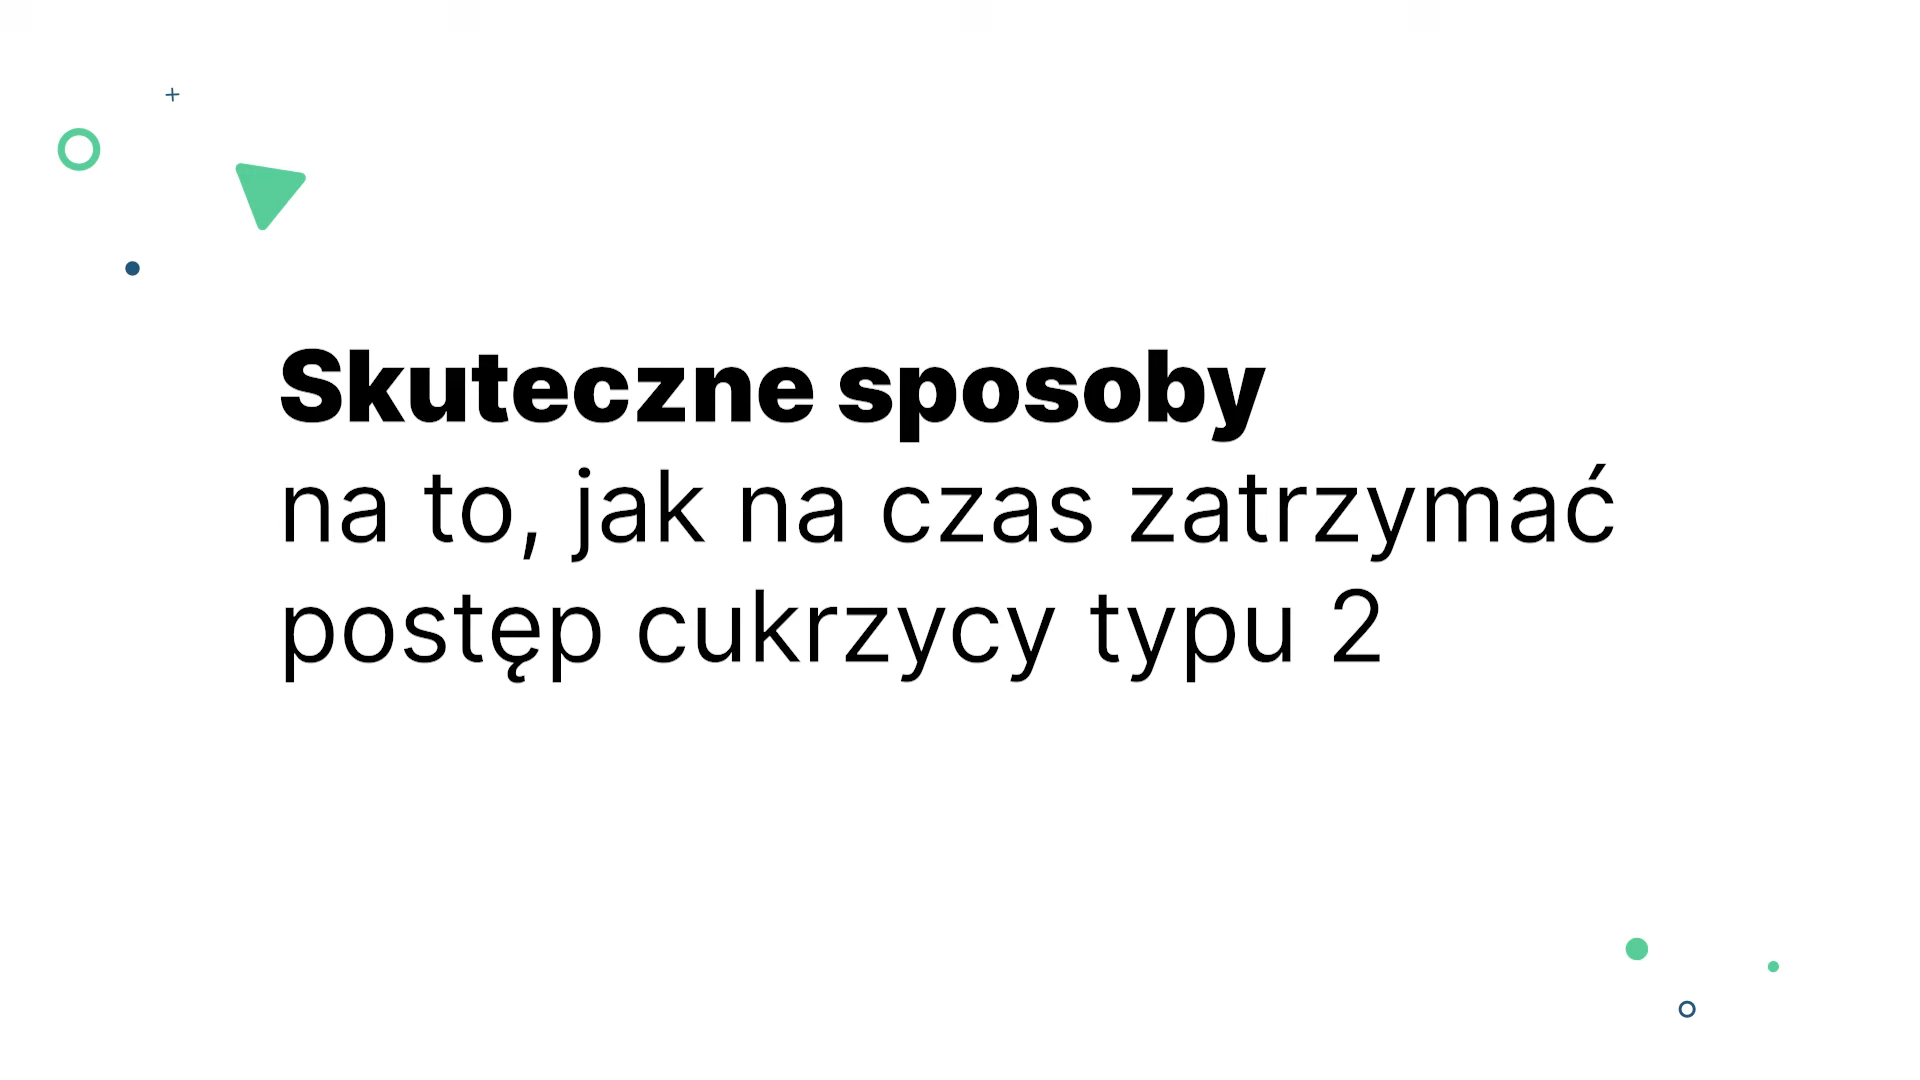 Skuteczne sposoby
na to, jak na czas zatrzymać
postęp cukrzycy typu 2